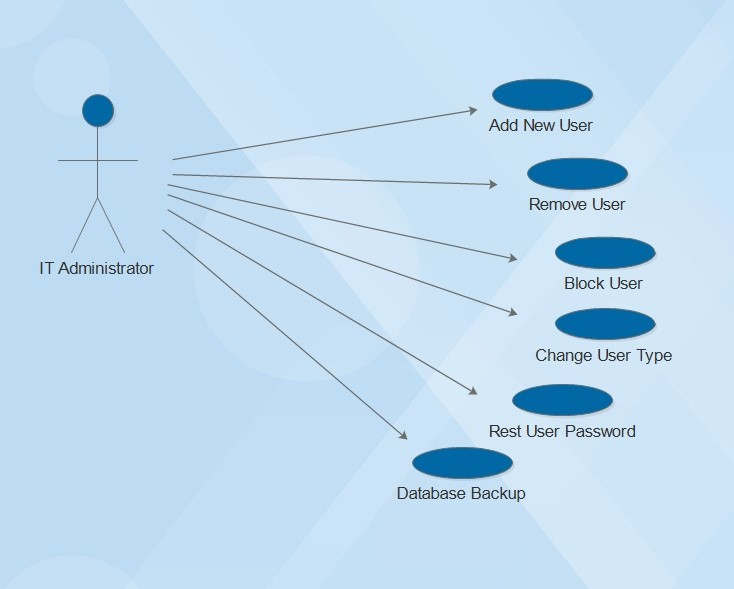 Add New User
Remove User
IT Administrator
Block User
Change User Type
Rest User Password
Database Backup